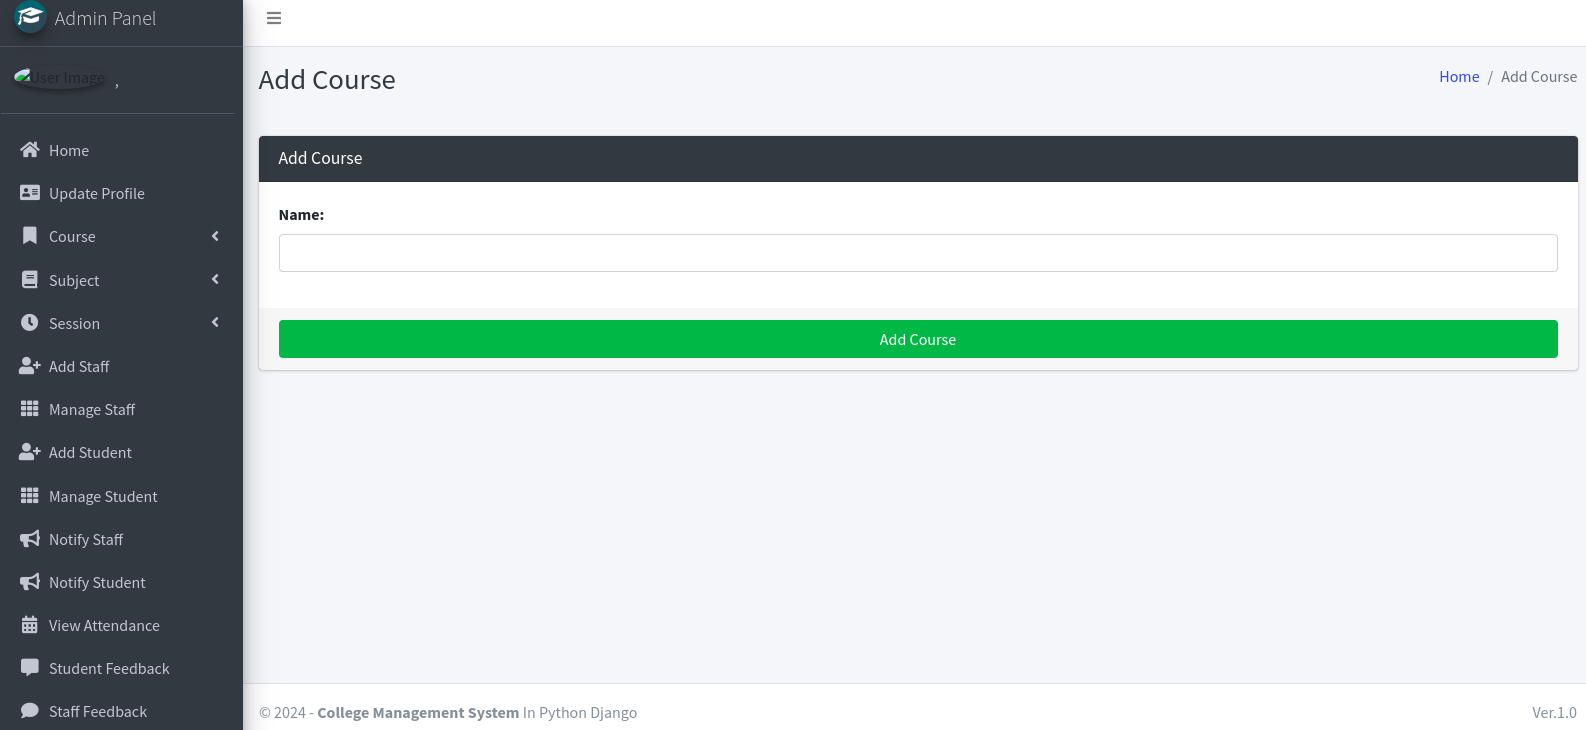 Admin Panel
User Image ,
Home
Update Profile
Course
Subject
Session
Add Staff
Manage Staff
Add Student
Manage Student
Notify Staff
Notify Student
View Attendance
Student Feedback
Staff Feedback
Add Course
Home / Add Course
Add Course
Name:
Add Course
© 2024 - College Management System In Python Django
Ver.1.0